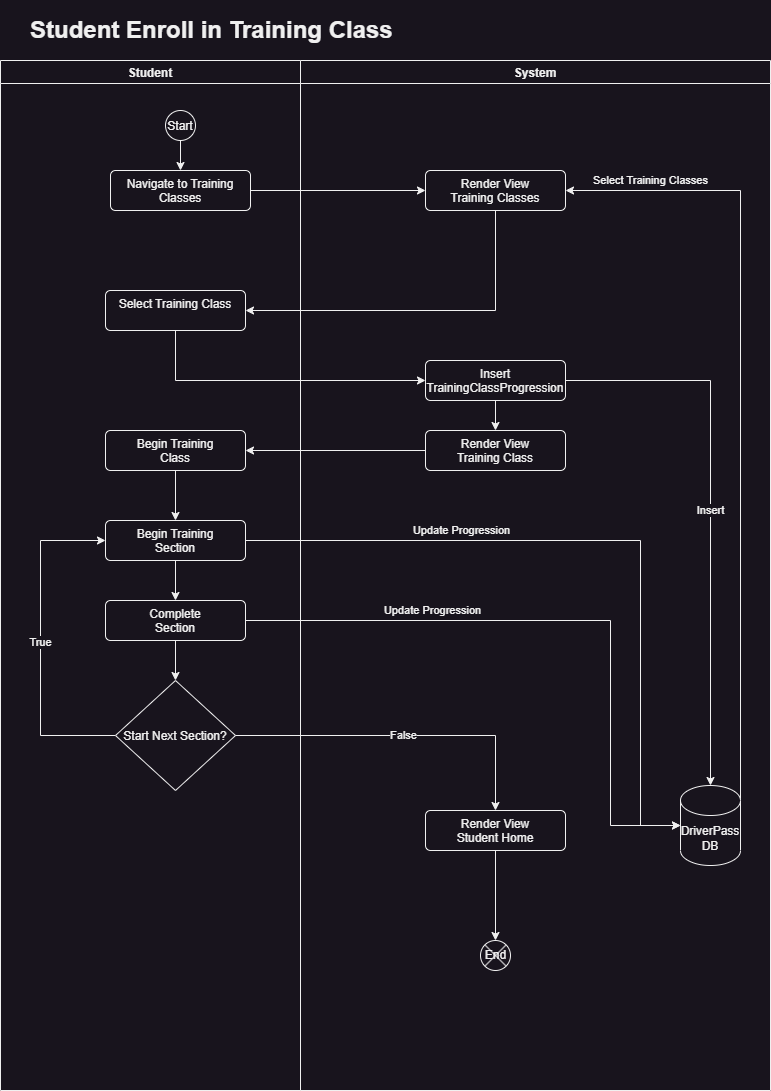 Student Enroll in Training Class
Student
System
Start
Navigate to Training
Classes
Render View
Training Classes
Select Training Classes
Select Training Class
Insert
TrainingClassProgression
Begin Training
Class
Render View
Training Class
Insert
Begin Training
Section
Update Progression
Complete
Section
Update Progression
True
Start Next Section?
False
Render View
Student Home
DriverPass
DB
End